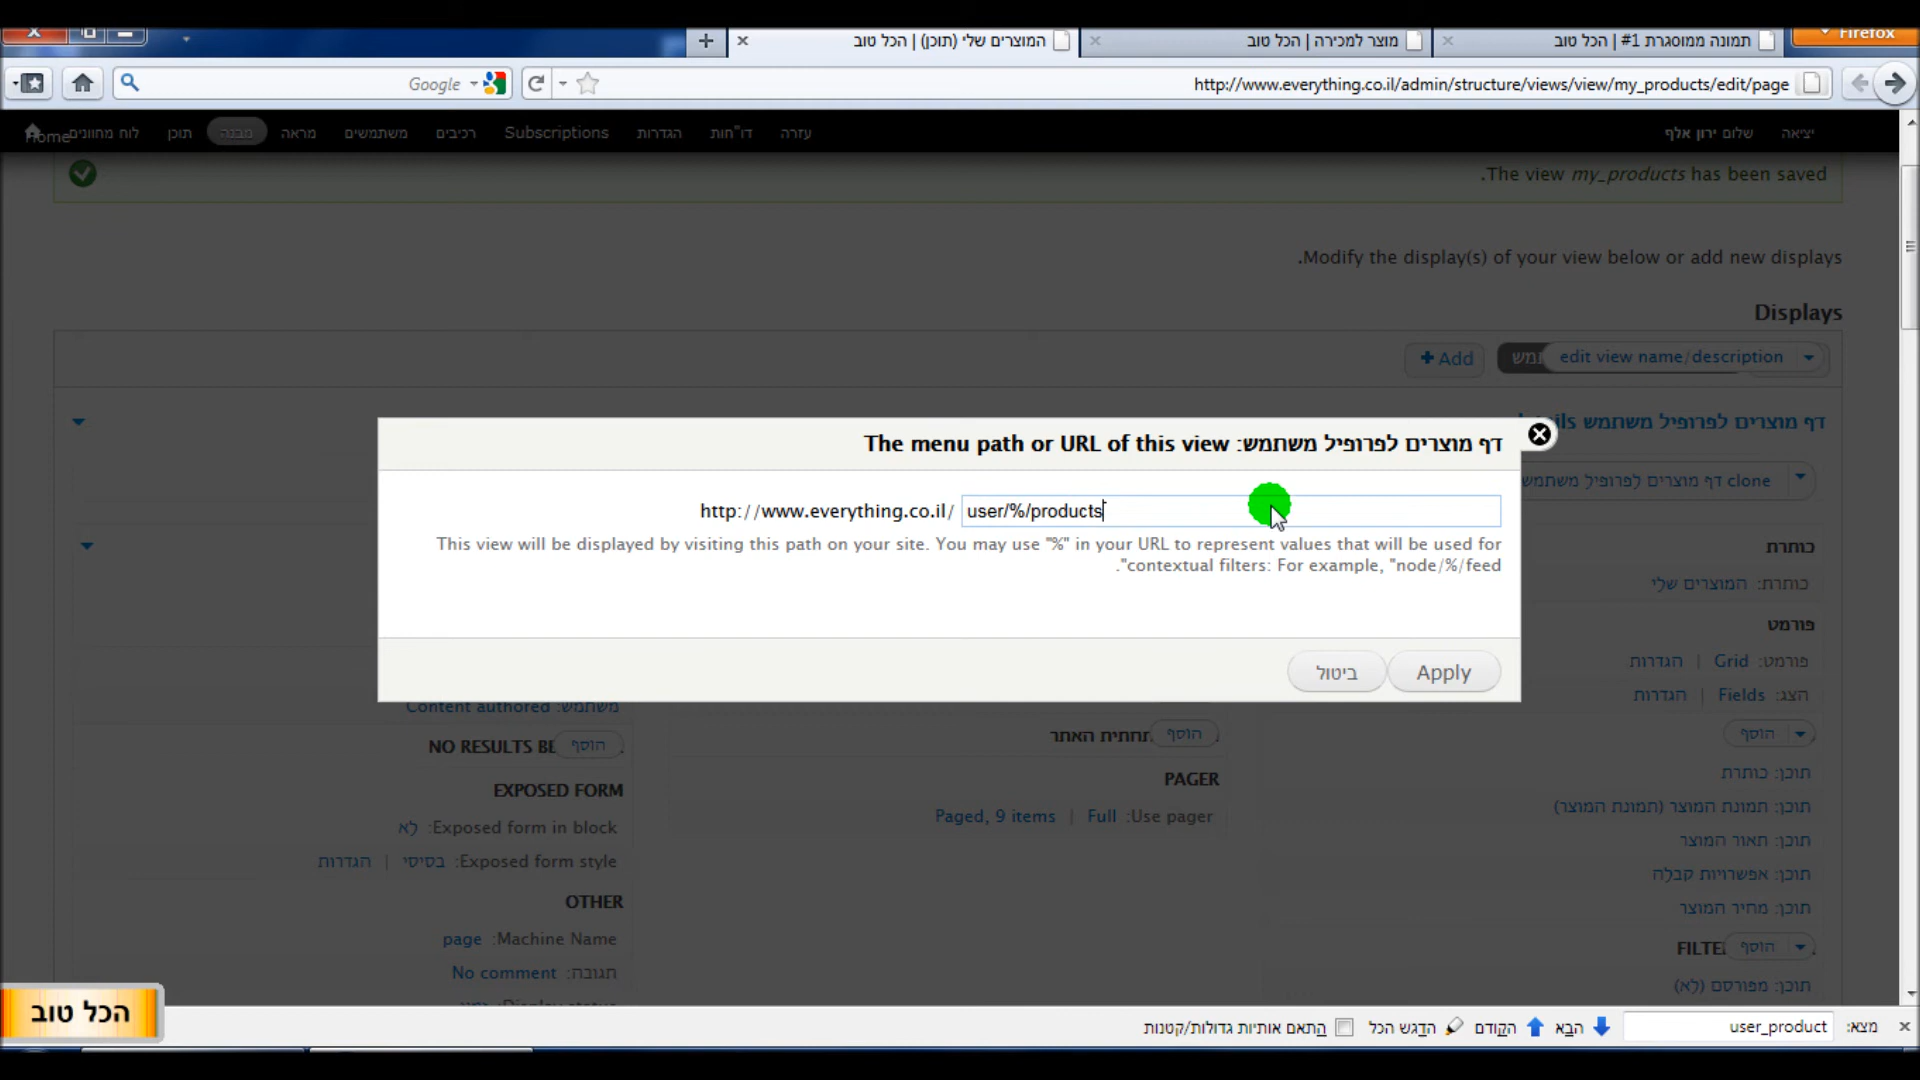 Firefox
תמונה ממוסגרת 1# | הכל טוב
מוצר למכירה | הכל טוב
המוצרים שלי (תוכן) | הכל טוב
Google
http://www.everything.co.il/admin/structure/views/view/my_products/edit/page
Home
לוח מחוונים
תוכן
מבנה
מראה
משתמשים
רכיבים
Subscriptions
הגדרות
דו"חות
עזרה
שלום ירון אלף
יציאה
.The view my_products has been saved
.Modify the display(s) of your view below or add new displays
Displays
Add
edit view name/description
דף מוצרים לפרופיל משתמש
clone דף מוצרים לפרופיל משתמש
דף מוצרים לפרופיל משתמש: The menu path or URL of this view
http://www.everything.co.il/ user/%/products
This view will be displayed by visiting this path on your site. You may use "%" in your URL to represent values that will be used for
."contextual filters: For example, "node/%/feed
ביטול
Apply
כותרת
כותרת: המוצרים שלי
פורמט
פורמט: Grid | הגדרות
הצג: Fields | הגדרות
הוסף
תוכן: כותרת
תוכן: תמונת המוצר (תמונת המוצר)
תוכן: תאור המוצר
תוכן: אפשרויות קבלה
תוכן: מחיר המוצר
הוסף
תוכן: מפורסם (לא)
תחתית האתר
הוסף
PAGER
Paged, 9 items | Full :Use pager
משתמש: Content authored
NO RESULTS
הוסף
EXPOSED FORM
לא :Exposed form in block
הגדרות | בסיסי :Exposed form style
OTHER
page :Machine Name
תגובה: No comment
הכל טוב
מצא:
user_product
הבא
הקודם
הדגש הכל
התאם אותיות גדולות/קטנות